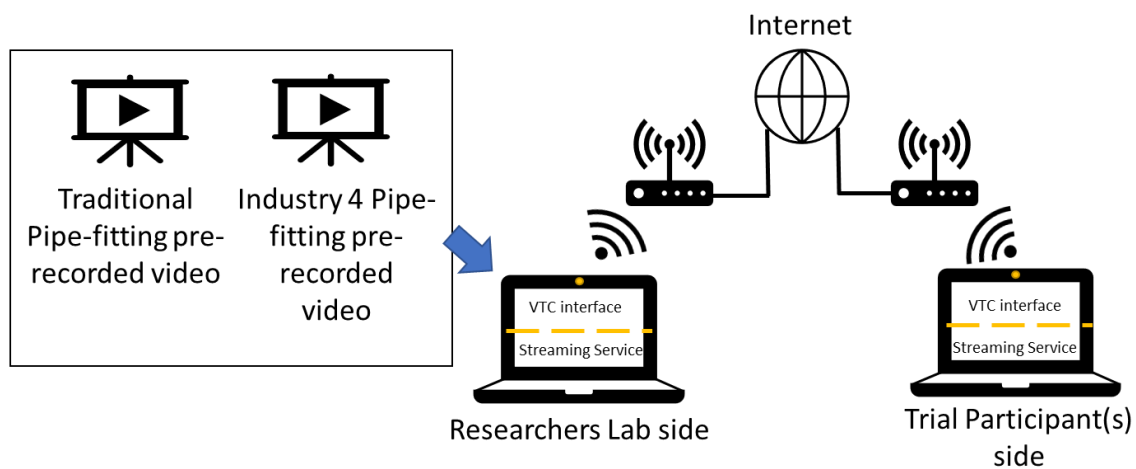 Internet
Traditional
Pipe-fitting pre-
recorded video
Industry 4 Pipe-
fitting pre-
recorded
video
VTC interface
Streaming Service
Researchers Lab side
VTC interface
Streaming Service
Trial Participant(s)
side